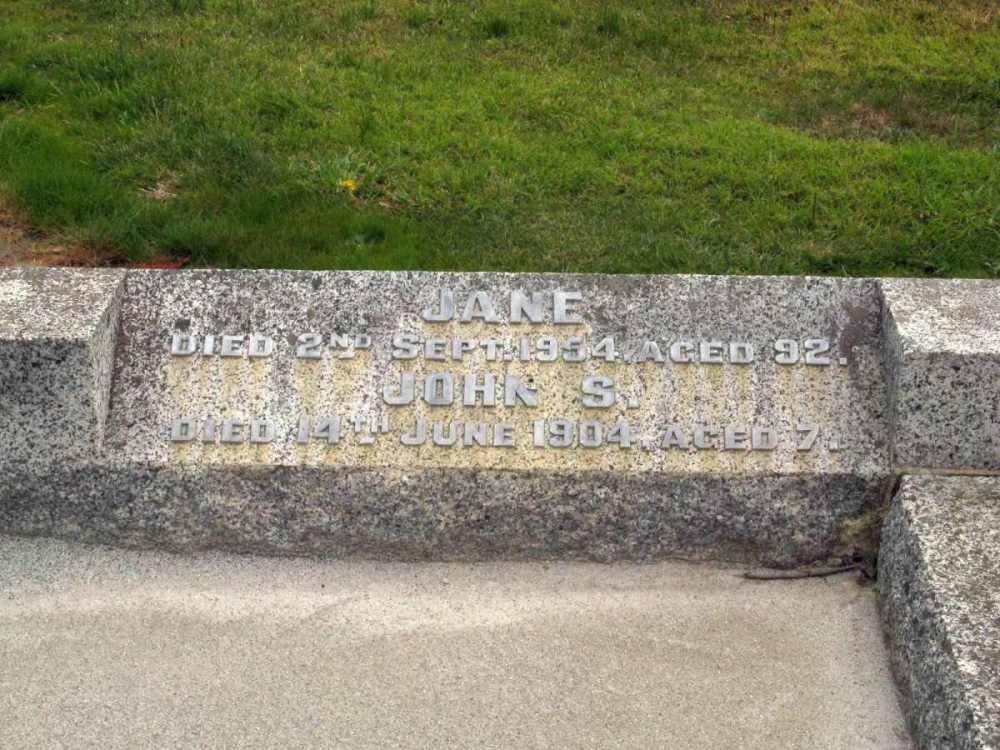 JANE
DIED 2ND SEPT. 1954. AGED 92.
JOHN S.
DIED 14TH JUNE 1904. AGED 7.